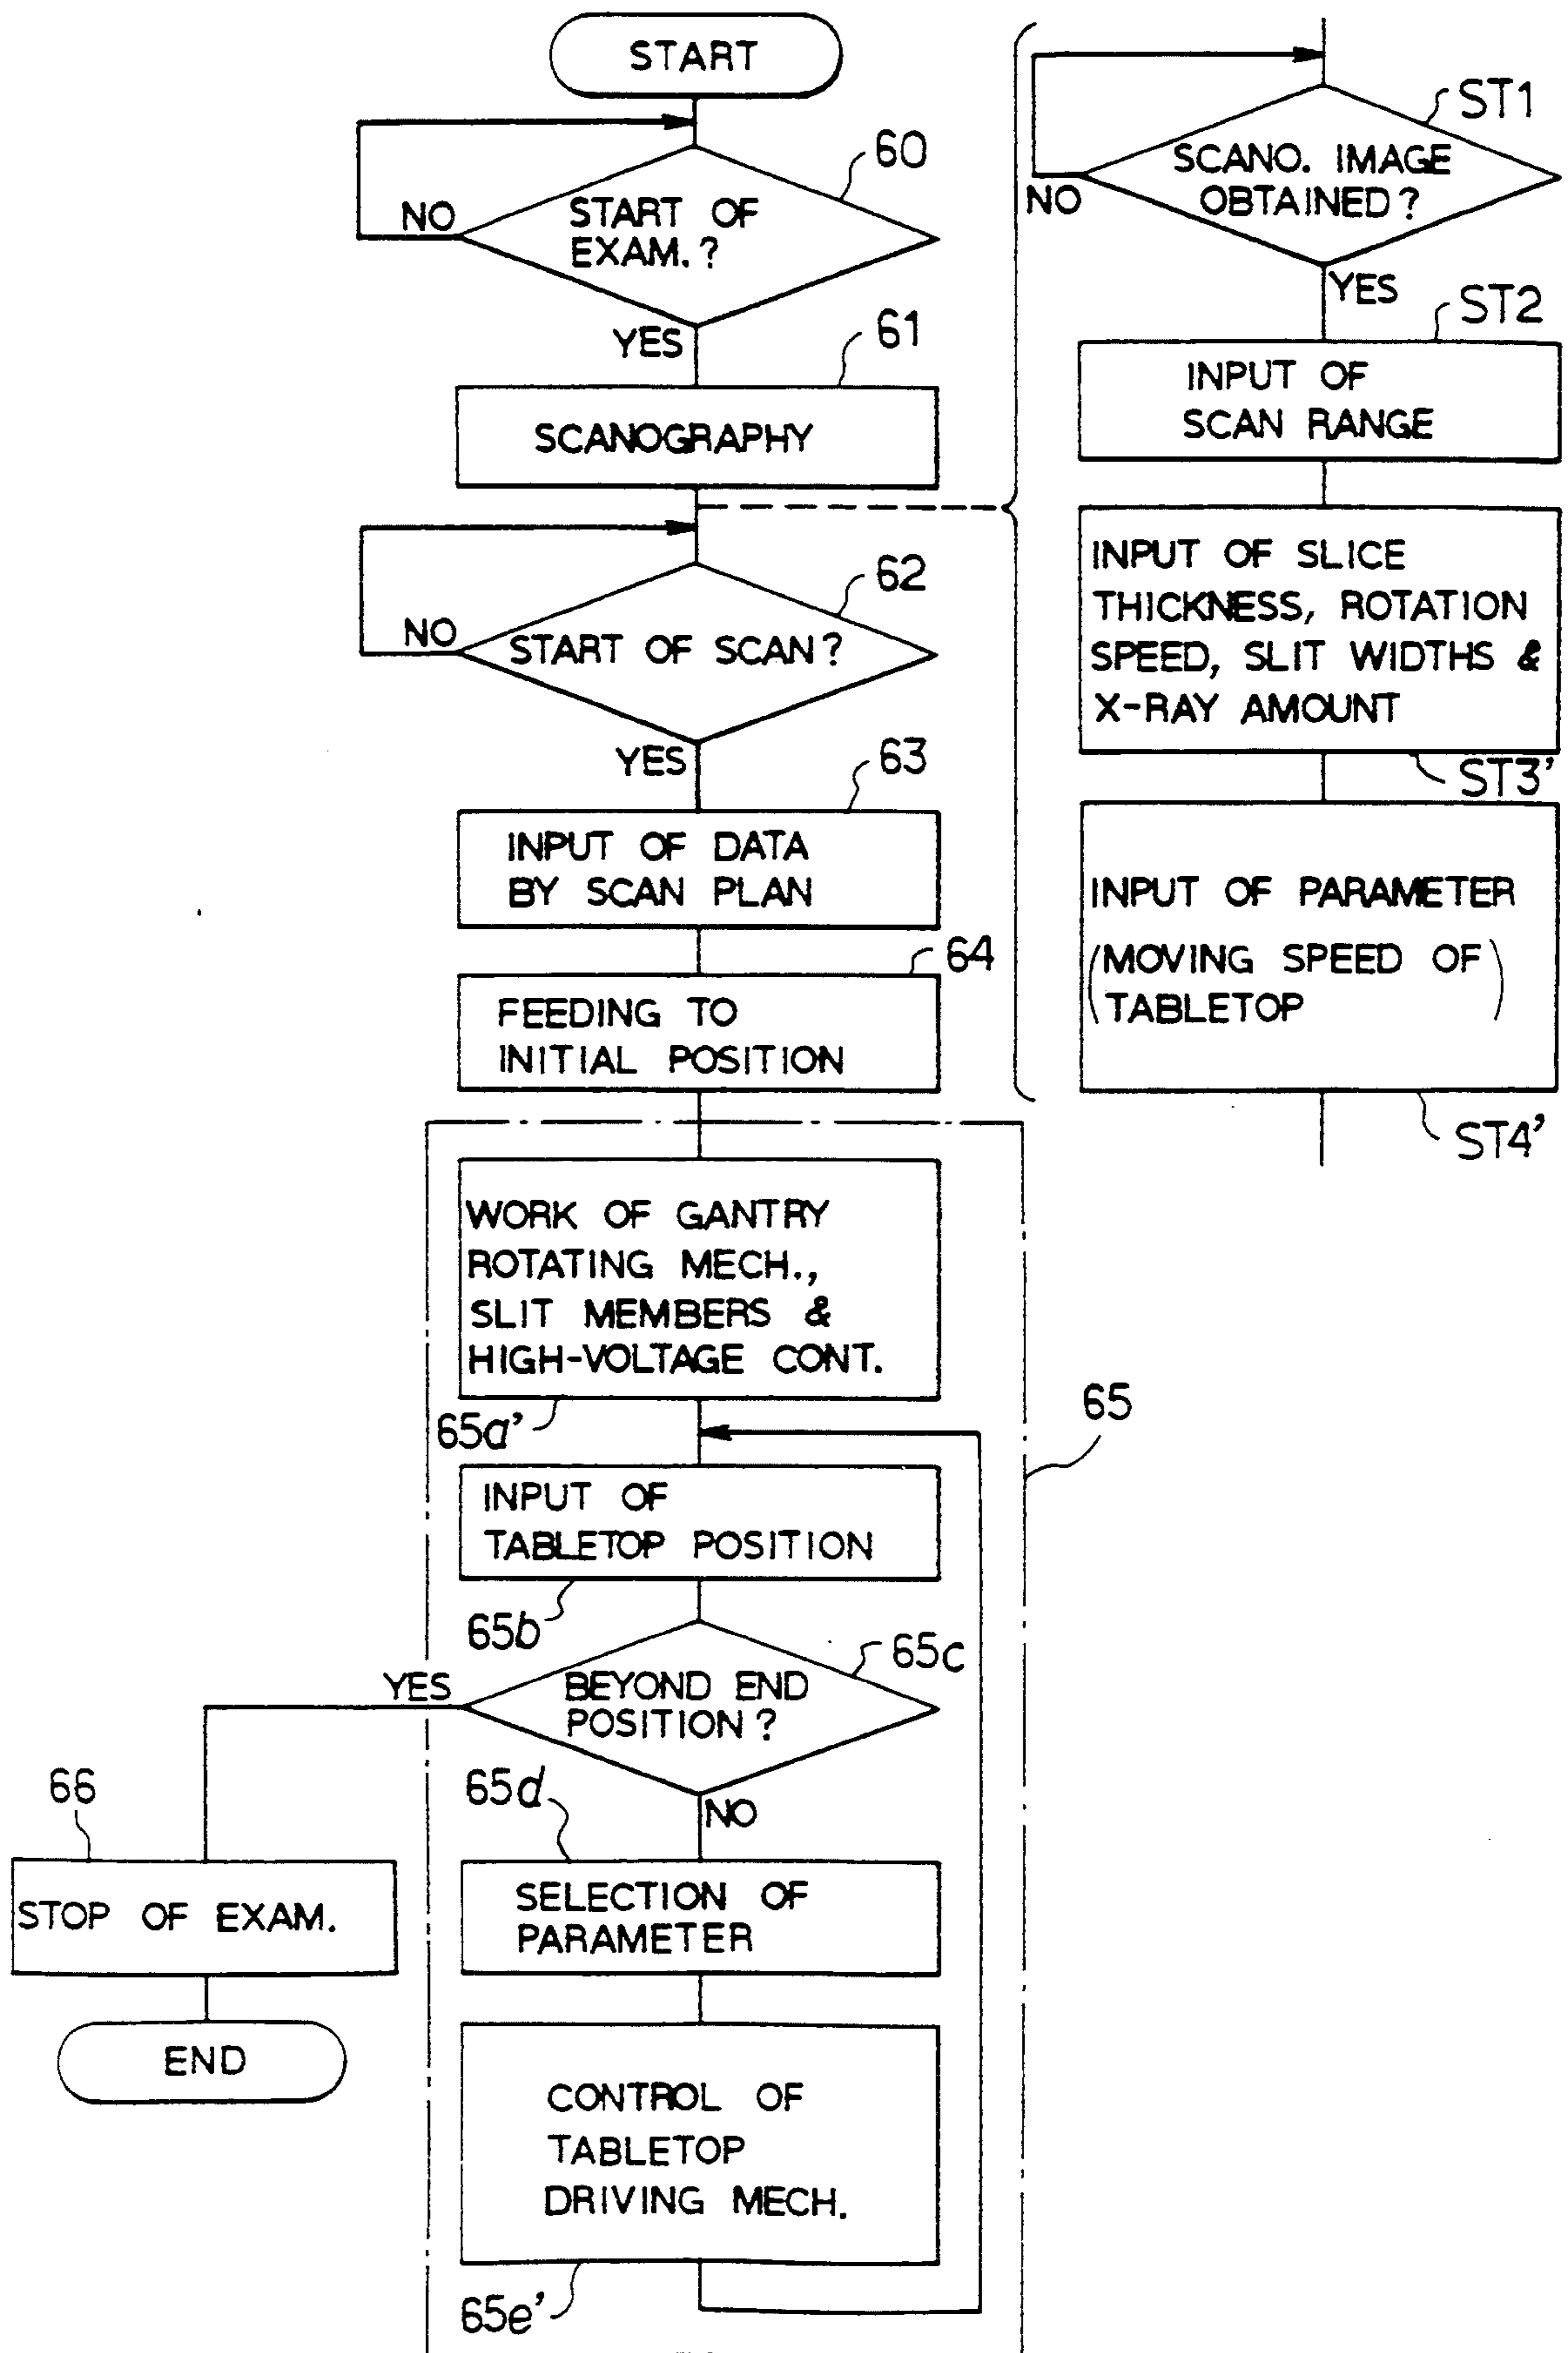 START
60
NO
START OF
EXAM.?
YES
61
SCANOGRAPHY
62
NO
START OF SCAN?
YES
63
INPUT OF DATA
BY SCAN PLAN
64
FEEDING TO
INITIAL POSITION
WORK OF GANTRY
ROTATING MECH.,
SLIT MEMBERS &
HIGH-VOLTAGE CONT.
65a'
65
INPUT OF
TABLETOP POSITION
65b
65c
YES
BEYOND END
POSITION?
NO
65d
66
SELECTION OF
PARAMETER
STOP OF EXAM.
END
CONTROL OF
TABLETOP
DRIVING MECH.
65e'
ST1
SCANO. IMAGE
OBTAINED?
NO
YES
ST2
INPUT OF
SCAN RANGE
INPUT OF SLICE
THICKNESS, ROTATION
SPEED, SLIT WIDTHS &
X-RAY AMOUNT
ST3'
INPUT OF PARAMETER
(MOVING SPEED OF
TABLETOP)
ST4'